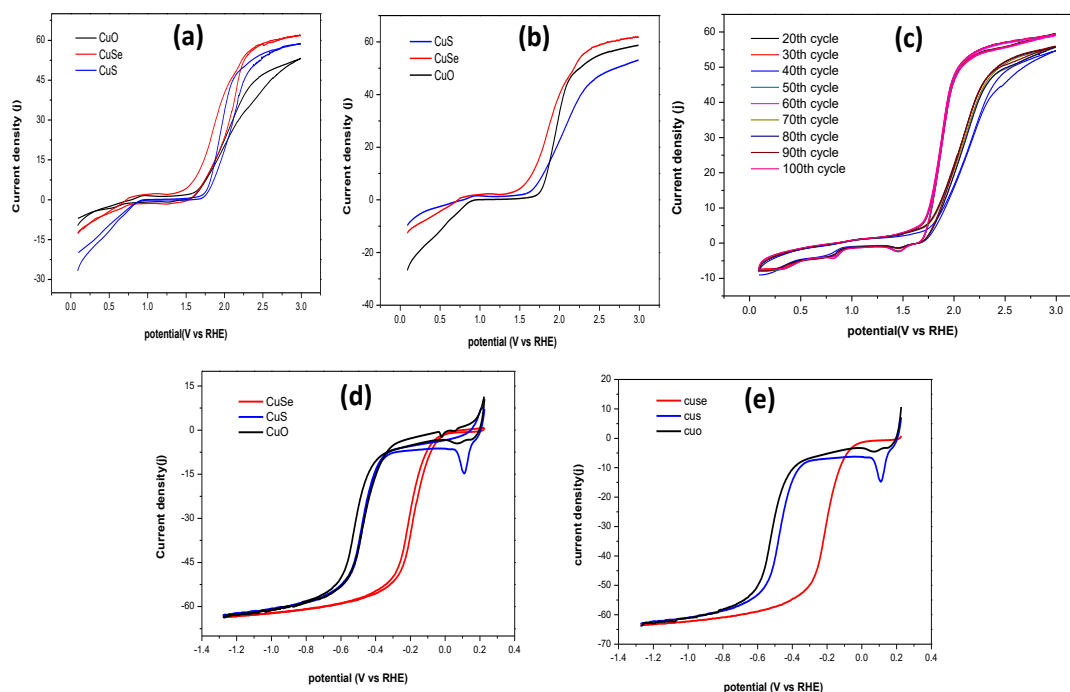 (a)
CuO
CuSe
CuS
60
45
30
15
0
-15
-30
0.0 0.5 1.0 1.5 2.0 2.5 3.0
Current density (j)
potential(V vs RHE)
(b)
CuS
CuSe
CuO
60
40
20
0
-20
-40
0.0 0.5 1.0 1.5 2.0 2.5 3.0
Current density (j)
potential (V vs RHE)
(c)
20th cycle
30th cycle
40th cycle
50th cycle
60th cycle
70th cycle
80th cycle
90th cycle
100th cycle
60
50
40
30
20
10
0
-10
0.0 0.5 1.0 1.5 2.0 2.5 3.0
Current density (j)
potential(V vs RHE)
(d)
CuSe
CuS
CuO
15
0
-15
-30
-45
-60
-75
-1.4 -1.2 -1.0 -0.8 -0.6 -0.4 -0.2 0.0 0.2 0.4
Current density(j)
potential (V vs RHE)
(e)
cuse
cus
cuo
20
10
0
-10
-20
-30
-40
-50
-60
-70
-1.4 -1.2 -1.0 -0.8 -0.6 -0.4 -0.2 0.0 0.2 0.4
current density(j)
potential (V vs RHE)